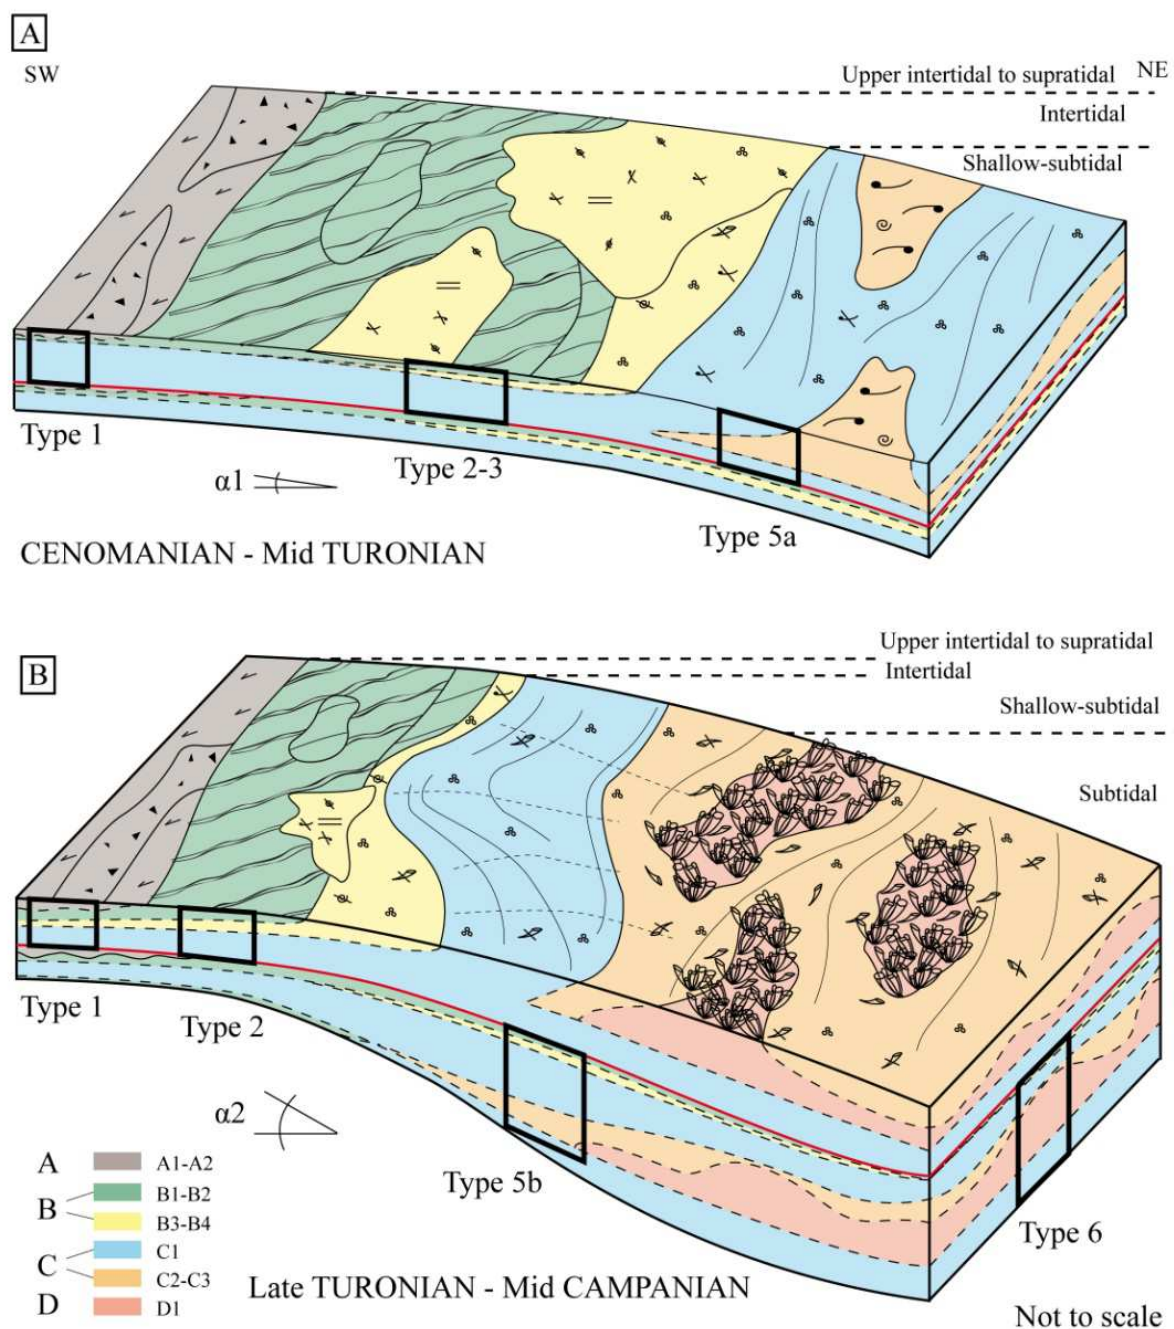 A
SW
NE
Upper intertidal to supratidal
Intertidal
Shallow-subtidal
Type 1
Type 2-3
α1
Type 5a
CENOMANIAN - Mid TURONIAN
B
Upper intertidal to supratidal
Intertidal
Shallow-subtidal
Subtidal
Type 1
Type 2
α2
Type 5b
Type 6
A A1-A2
B B1-B2
B3-B4
C C1
C2-C3
D D1
Late TURONIAN - Mid CAMPANIAN
Not to scale